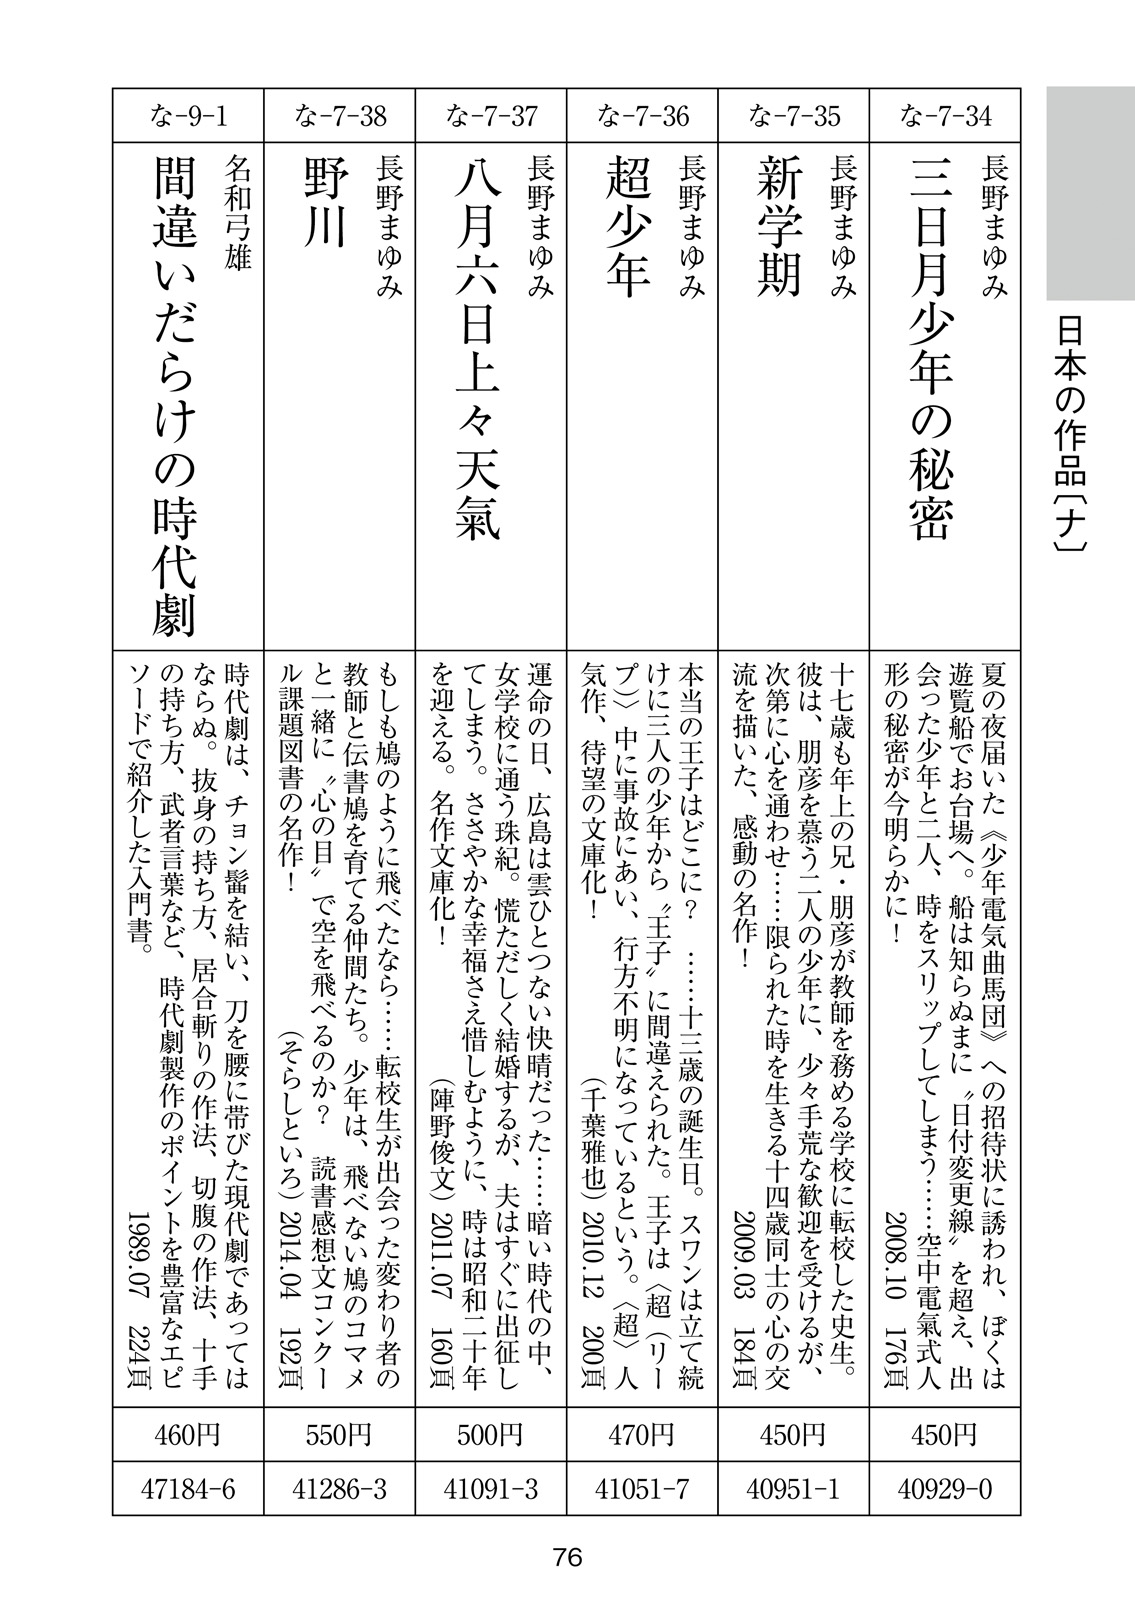 日本の作品〔ナ〕
な-7-34
長野まゆみ
三日月少年の秘密
夏の夜届いた《少年電気曲馬団》への招待状に誘われ、ぼくは
遊覧船でお台場へ。船は知らぬまに〝日付変更線〟を超え、出
会った少年と二人、時をスリップしてしまう……空中電氣式人
形の秘密が今明らかに！
2008.10　176頁
450円
40929-0
な-7-35
長野まゆみ
新学期
十七歳も年上の兄・朋彦が教師を務める学校に転校した史生。
彼は、朋彦を慕う二人の少年に、少々手荒な歓迎を受けるが、
次第に心を通わせ……限られた時を生きる十四歳同士の心の交
流を描いた、感動の名作！
2009.03　184頁
450円
40951-1
な-7-36
長野まゆみ
超少年
本当の王子はどこに？　……十三歳の誕生日。スワンは立て続
けに三人の少年から〝王子〟に間違えられた。王子は〈超（リー
プ）〉中に事故にあい、行方不明になっているという。〈超〉人
気作、待望の文庫化！
（千葉雅也）2010.12　200頁
470円
41051-7
な-7-37
長野まゆみ
八月六日上々天氣
運命の日、広島は雲ひとつない快晴だった……暗い時代の中、
女学校に通う珠紀。慌ただしく結婚するが、夫はすぐに出征し
てしまう。ささやかな幸福さえ惜しむように、時は昭和二十年
を迎える。名作文庫化！
（陣野俊文）2011.07　160頁
500円
41091-3
な-7-38
長野まゆみ
野川
もしも鳩のように飛べたなら……転校生が出会った変わり者の
教師と伝書鳩を育てる仲間たち。少年は、飛べない鳩のコマメ
と一緒に〝心の目〟で空を飛べるのか？　読書感想文コンクー
ル課題図書の名作！
（そらしといろ）2014.04　192頁
550円
41286-3
な-9-1
名和弓雄
間違いだらけの時代劇
時代劇は、チョン髷を結い、刀を腰に帯びた現代劇であっては
ならぬ。抜身の持ち方、居合斬りの作法、切腹の作法、十手
の持ち方、武者言葉など、時代劇製作のポイントを豊富なエピ
ソードで紹介した入門書。
1989.07　224頁
460円
47184-6
76